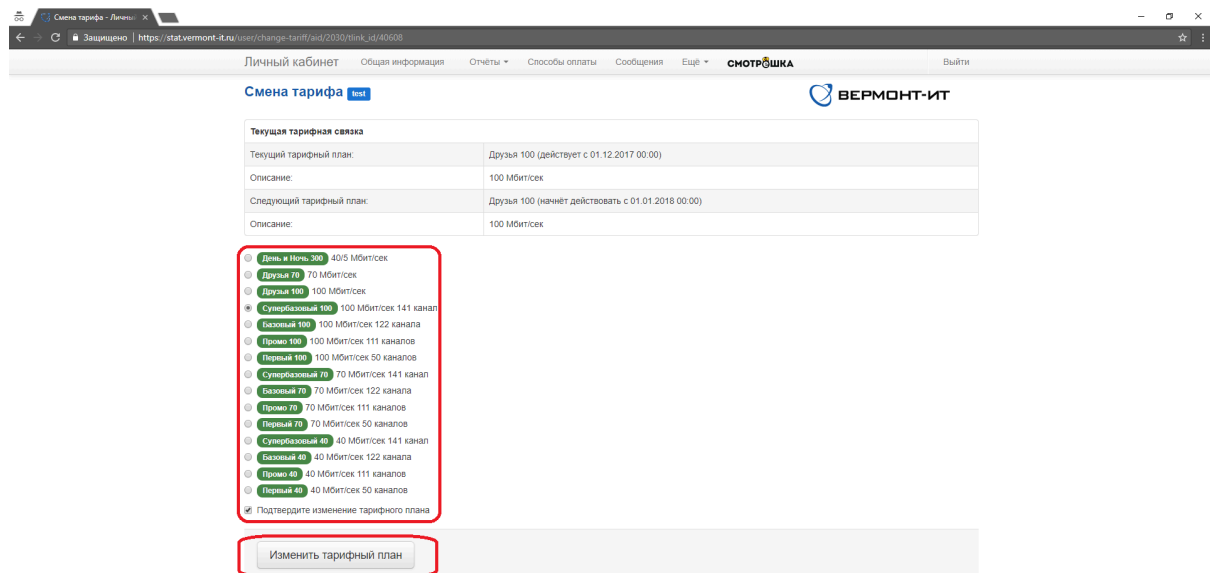 Смена тарифа - Личны
Защищено | https://stat.vermont-it.ru/user/change-tariff/aid/2030/tlink_id/40608
Личный кабинет Общая информация Отчёты Способы оплаты Сообщения Ещё СМОТРЁШКА Выйти
Смена тарифа test ВЕРМОНТ-ИТ
Текущая тарифная связка
Текущий тарифный план: Друзья 100 (действует с 01.12.2017 00:00)
Описание: 100 Мбит/сек
Следующий тарифный план: Друзья 100 (начнёт действовать с 01.01.2018 00:00)
Описание: 100 Мбит/сек
День и Ночь 300 40/5 Мбит/сек
Друзья 70 70 Мбит/сек
Друзья 100 100 Мбит/сек
Супербазовый 100 100 Мбит/сек 141 канал
Базовый 100 100 Мбит/сек 122 канала
Промо 100 100 Мбит/сек 111 каналов
Первый 100 100 Мбит/сек 50 каналов
Супербазовый 70 70 Мбит/сек 141 канал
Базовый 70 70 Мбит/сек 122 канала
Промо 70 70 Мбит/сек 111 каналов
Первый 70 70 Мбит/сек 50 каналов
Супербазовый 40 40 Мбит/сек 141 канал
Базовый 40 40 Мбит/сек 122 канала
Промо 40 40 Мбит/сек 111 каналов
Первый 40 40 Мбит/сек 50 каналов
Подтвердите изменение тарифного плана
Изменить тарифный план